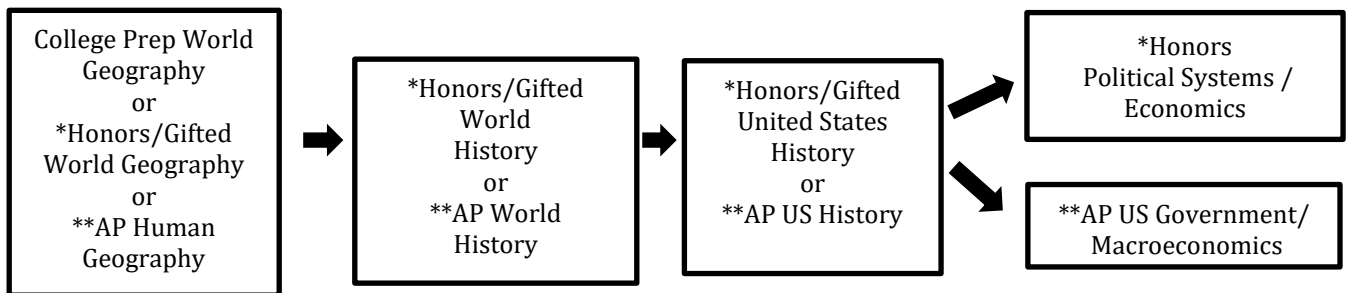 College Prep World
Geography
or
*Honors/Gifted
World Geography
or
**AP Human
Geography
*Honors/Gifted
World
History
or
**AP World
History
*Honors/Gifted
United States
History
or
**AP US History
*Honors
Political Systems /
Economics
**AP US Government/
Macroeconomics